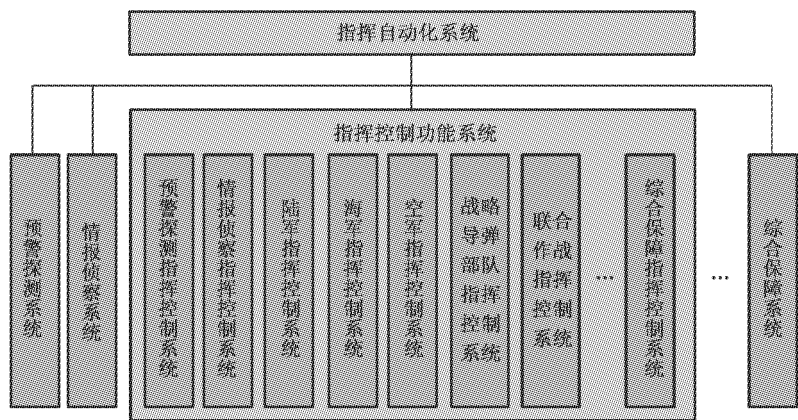 指挥自动化系统
指挥控制功能系统
预警探测系统
情报侦察系统
预警探测指挥控制系统
情报侦察指挥控制系统
陆军指挥控制系统
海军指挥控制系统
空军指挥控制系统
战略导弹部队指挥控制系统
联合作战指挥控制系统
…
综合保障指挥控制系统
…
综合保障系统